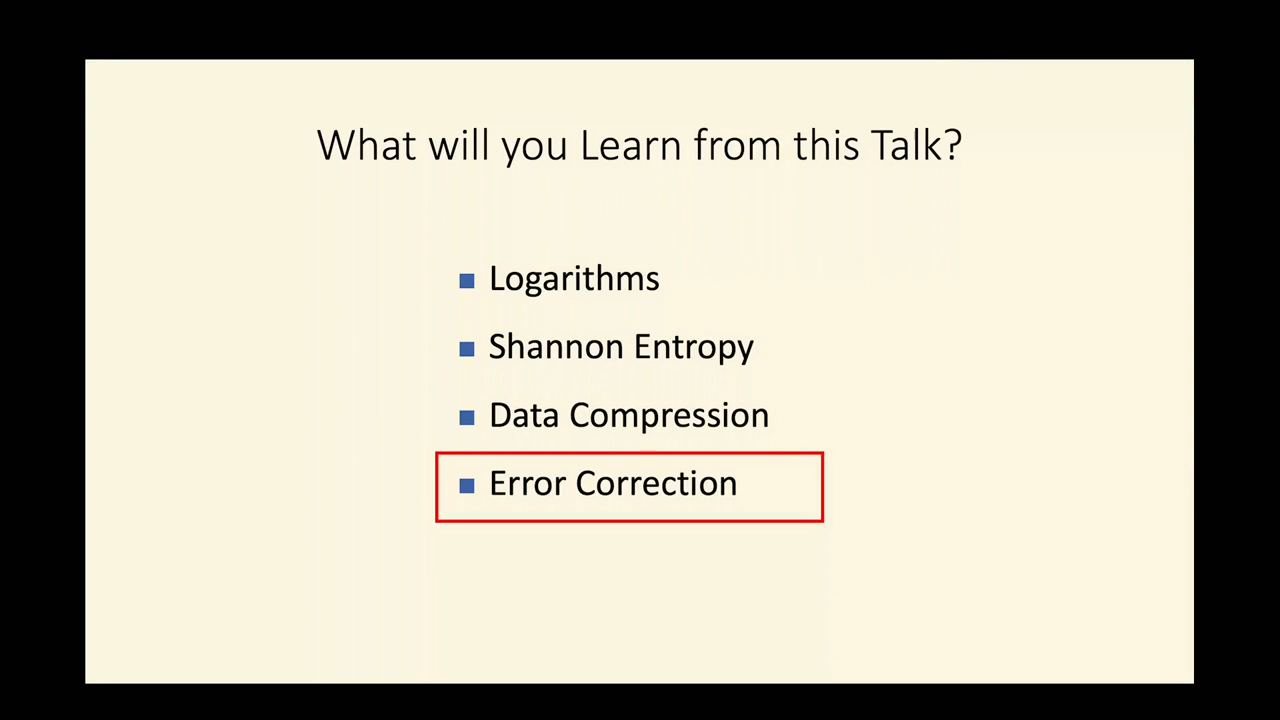 What will you Learn from this Talk?
Logarithms
Shannon Entropy
Data Compression
Error Correction